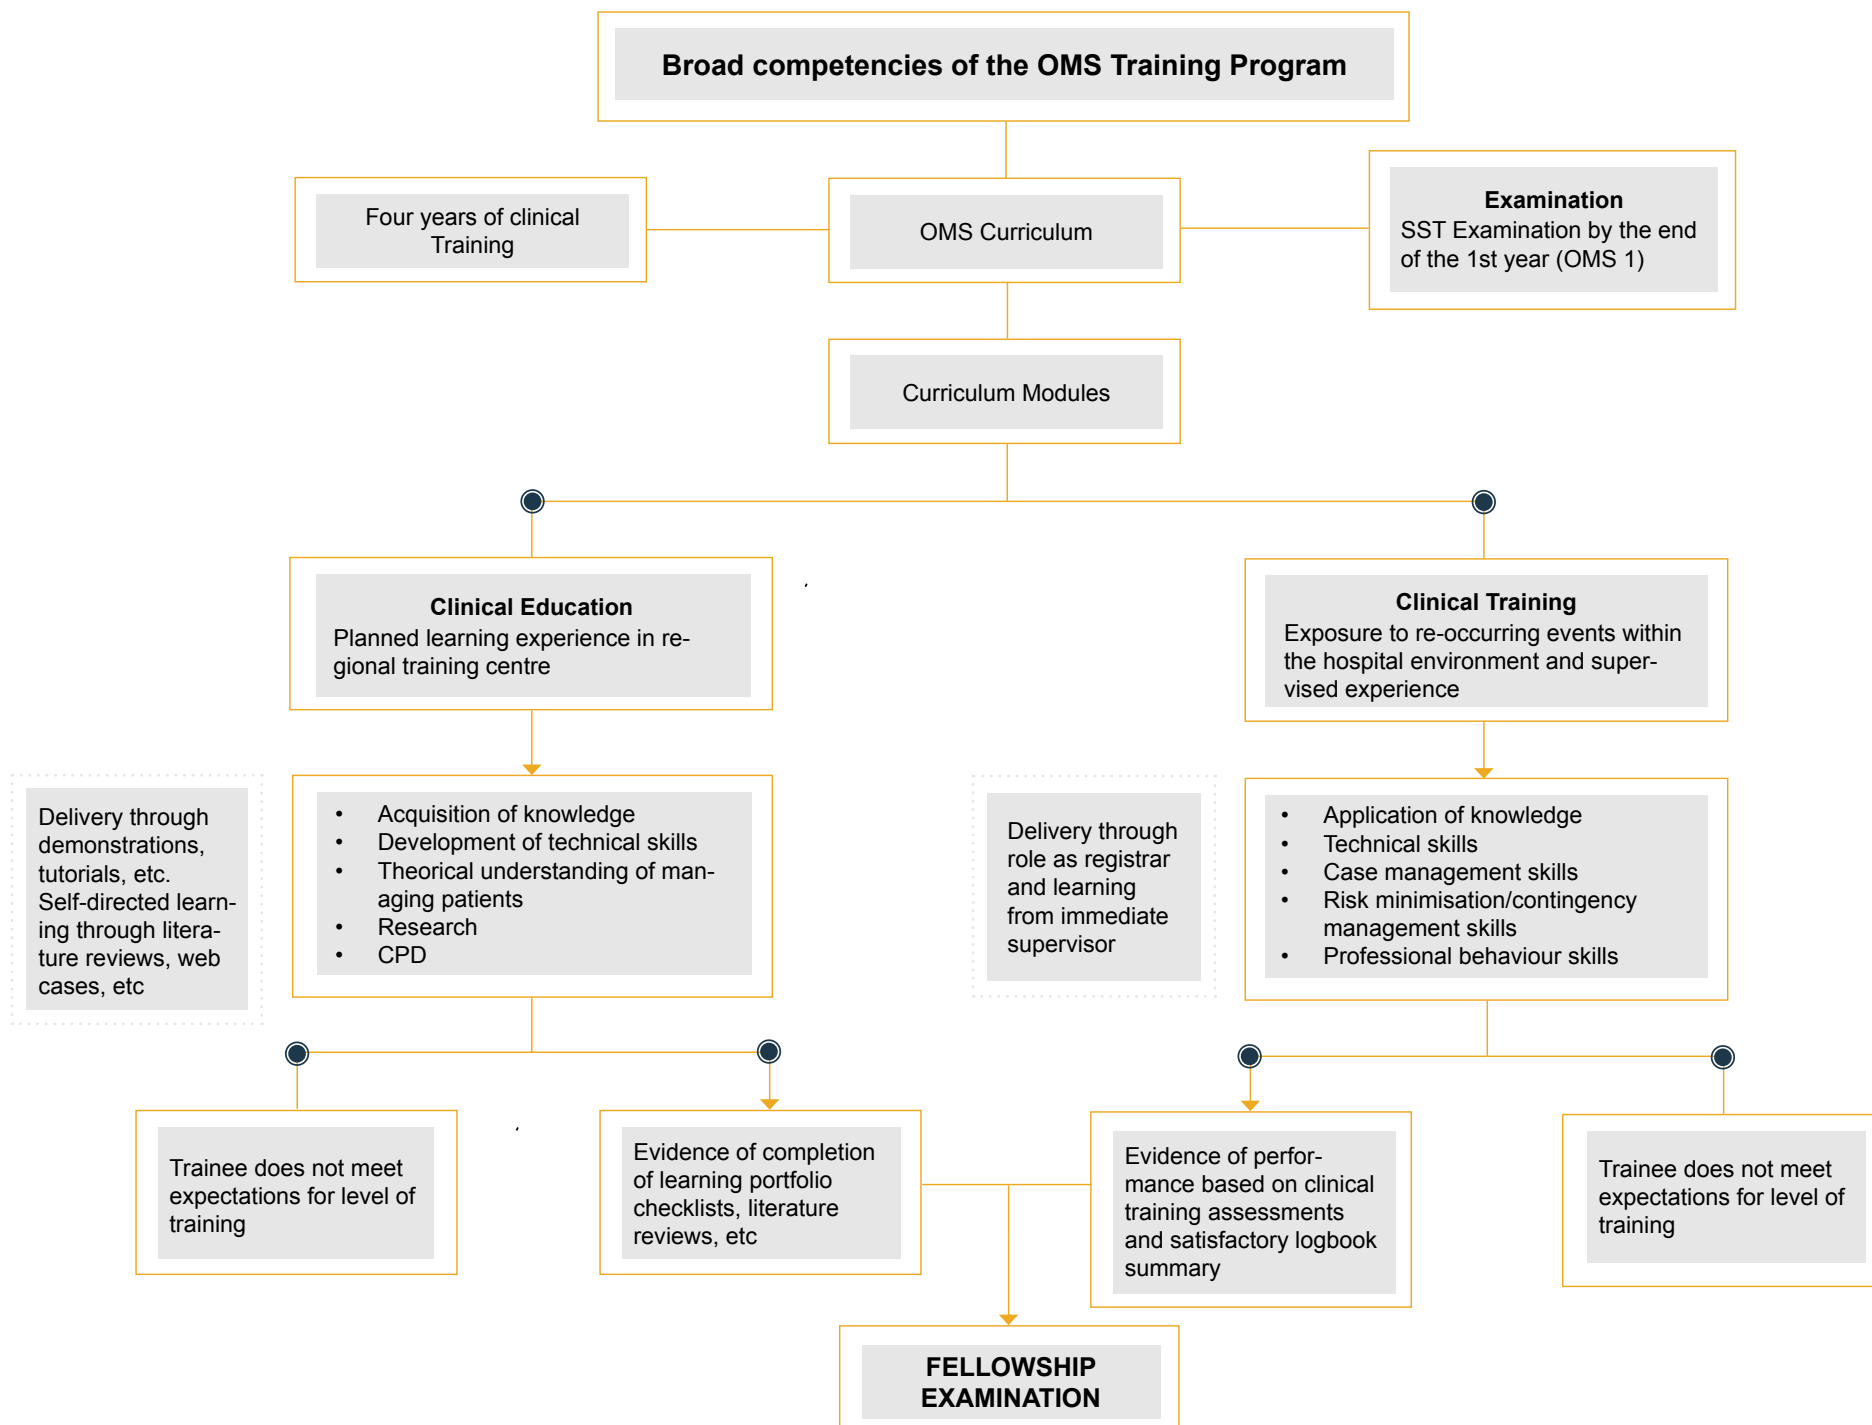 Broad competencies of the OMS Training Program
Four years of clinical
Training
OMS Curriculum
Examination
SST Examination by the end
of the 1st year (OMS 1)
Curriculum Modules
Clinical Education
Planned learning experience in re-
gional training centre
Clinical Training
Exposure to re-occurring events within
the hospital environment and super-
vised experience
Delivery through
demonstrations,
tutorials, etc.
Self-directed learn-
ing through litera-
ture reviews, web
cases, etc
• Acquisition of knowledge
• Development of technical skills
• Theorical understanding of man-
aging patients
• Research
• CPD
Delivery through
role as registrar
and learning
from immediate
supervisor
• Application of knowledge
• Technical skills
• Case management skills
• Risk minimisation/contingency
management skills
• Professional behaviour skills
Trainee does not meet
expectations for level of
training
Evidence of completion
of learning portfolio
checklists, literature
reviews, etc
Evidence of perfor-
mance based on clinical
training assessments
and satisfactory logbook
summary
Trainee does not meet
expectations for level of
training
FELLOWSHIP
EXAMINATION